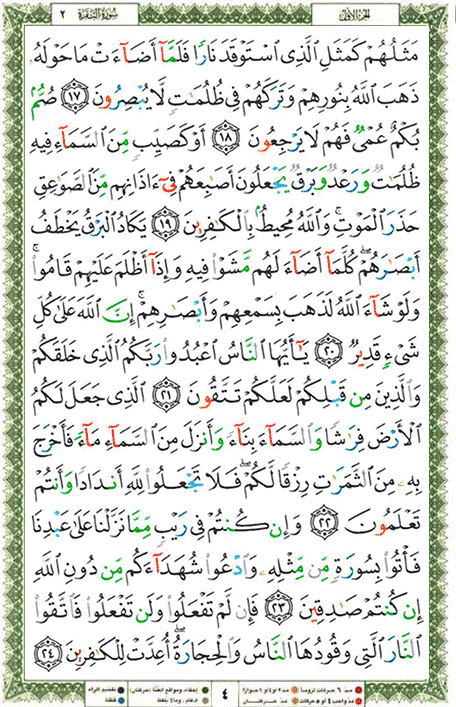 سُورَةُ البَقَرَة ٢ الجزء الأول
مَثَلُهُمْ كَمَثَلِ ٱلَّذِى ٱسْتَوْقَدَ نَارًا فَلَمَّآ أَضَآءَتْ مَا حَوْلَهُۥ
ذَهَبَ ٱللَّهُ بِنُورِهِمْ وَتَرَكَهُمْ فِى ظُلُمَٰتٍ لَّا يُبْصِرُونَ ١٧ صُمٌّۢ
بُكْمٌ عُمْىٌ فَهُمْ لَا يَرْجِعُونَ ١٨ أَوْ كَصَيِّبٍ مِّنَ ٱلسَّمَآءِ فِيهِ
ظُلُمَٰتٌ وَرَعْدٌ وَبَرْقٌ يَجْعَلُونَ أَصَٰبِعَهُمْ فِىٓ ءَاذَانِهِم مِّنَ ٱلصَّوَٰعِقِ
حَذَرَ ٱلْمَوْتِ ۚ وَٱللَّهُ مُحِيطٌۢ بِٱلْكَٰفِرِينَ ١٩ يَكَادُ ٱلْبَرْقُ يَخْطَفُ
أَبْصَٰرَهُمْ ۖ كُلَّمَآ أَضَآءَ لَهُم مَّشَوْا۟ فِيهِ وَإِذَآ أَظْلَمَ عَلَيْهِمْ قَامُوا۟ ۚ
وَلَوْ شَآءَ ٱللَّهُ لَذَهَبَ بِسَمْعِهِمْ وَأَبْصَٰرِهِمْ ۚ إِنَّ ٱللَّهَ عَلَىٰ كُلِّ
شَىْءٍ قَدِيرٌ ٢٠ يَٰٓأَيُّهَا ٱلنَّاسُ ٱعْبُدُوا۟ رَبَّكُمُ ٱلَّذِى خَلَقَكُمْ
وَٱلَّذِينَ مِن قَبْلِكُمْ لَعَلَّكُمْ تَتَّقُونَ ٢١ ٱلَّذِى جَعَلَ لَكُمُ
ٱلْأَرْضَ فِرَٰشًا وَٱلسَّمَآءَ بِنَآءً وَأَنزَلَ مِنَ ٱلسَّمَآءِ مَآءً فَأَخْرَجَ
بِهِۦ مِنَ ٱلثَّمَرَٰتِ رِزْقًا لَّكُمْ ۖ فَلَا تَجْعَلُوا۟ لِلَّهِ أَندَادًا وَأَنتُمْ
تَعْلَمُونَ ٢٢ وَإِن كُنتُمْ فِى رَيْبٍ مِّمَّا نَزَّلْنَا عَلَىٰ عَبْدِنَا
فَأْتُوا۟ بِسُورَةٍ مِّن مِّثْلِهِۦ وَٱدْعُوا۟ شُهَدَآءَكُم مِّن دُونِ ٱللَّهِ
إِن كُنتُمْ صَٰدِقِينَ ٢٣ فَإِن لَّمْ تَفْعَلُوا۟ وَلَن تَفْعَلُوا۟ فَٱتَّقُوا۟
ٱلنَّارَ ٱلَّتِى وَقُودُهَا ٱلنَّاسُ وَٱلْحِجَارَةُ ۖ أُعِدَّتْ لِلْكَٰفِرِينَ ٢٤
٤